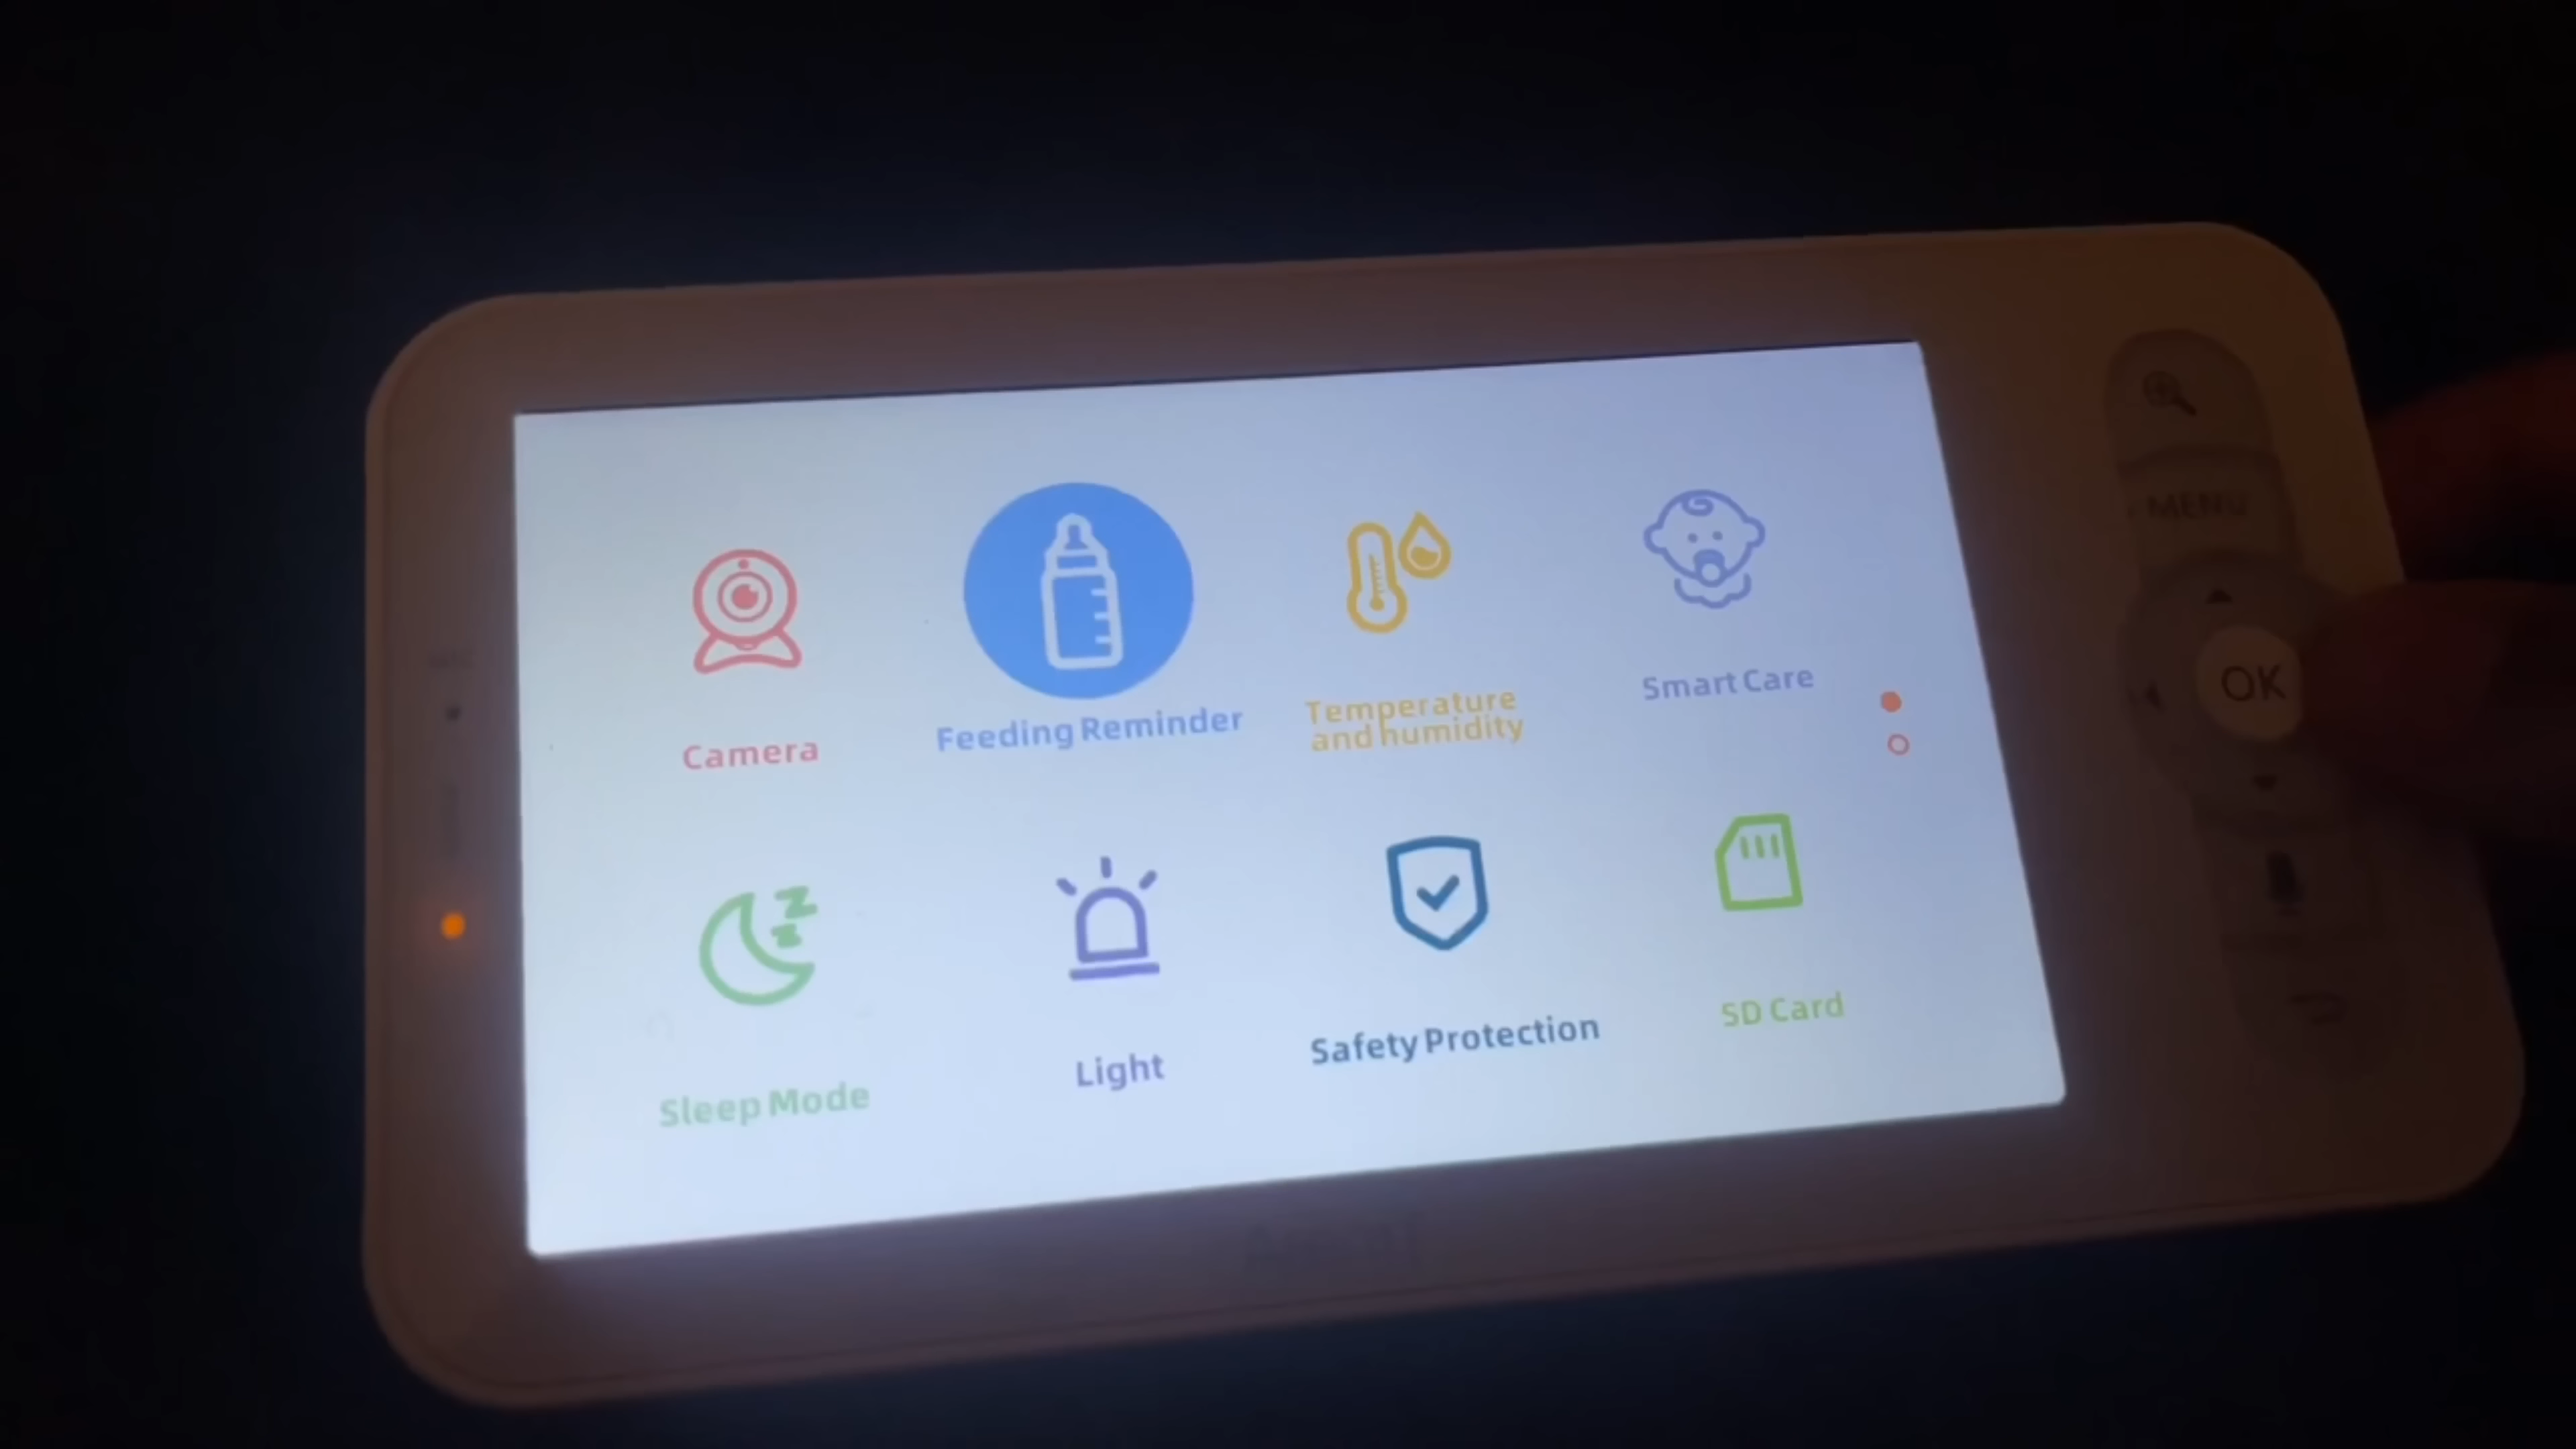 Camera
Feeding Reminder
Temperature
and humidity
Smart Care
Sleep Mode
Light
Safety Protection
SD Card
MENU
OK